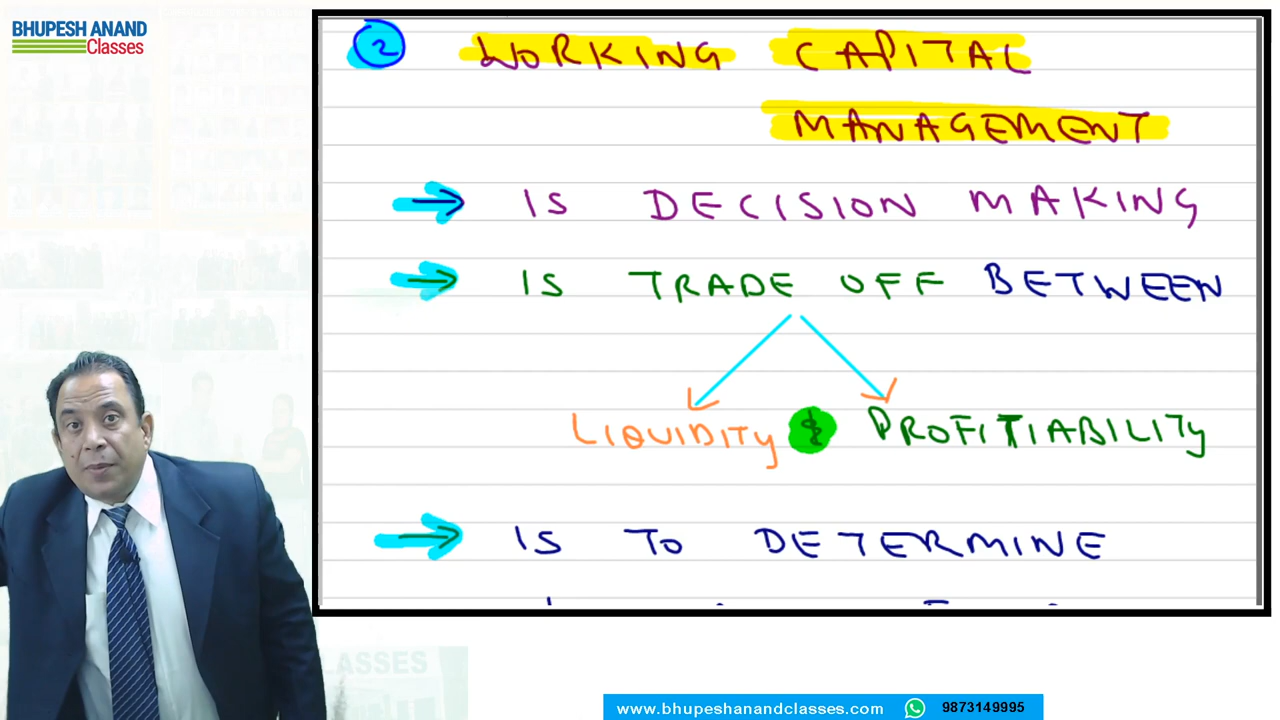 BHUPESH ANAND
Classes
2 WORKING CAPITAL
MANAGEMENT
→ IS DECISION MAKING
→ IS TRADE OFF BETWEEN
LIQUIDITY & PROFITIABILITY
→ IS TO DETERMINE
LASSES
www.bhupeshanandclasses.com 9873149995